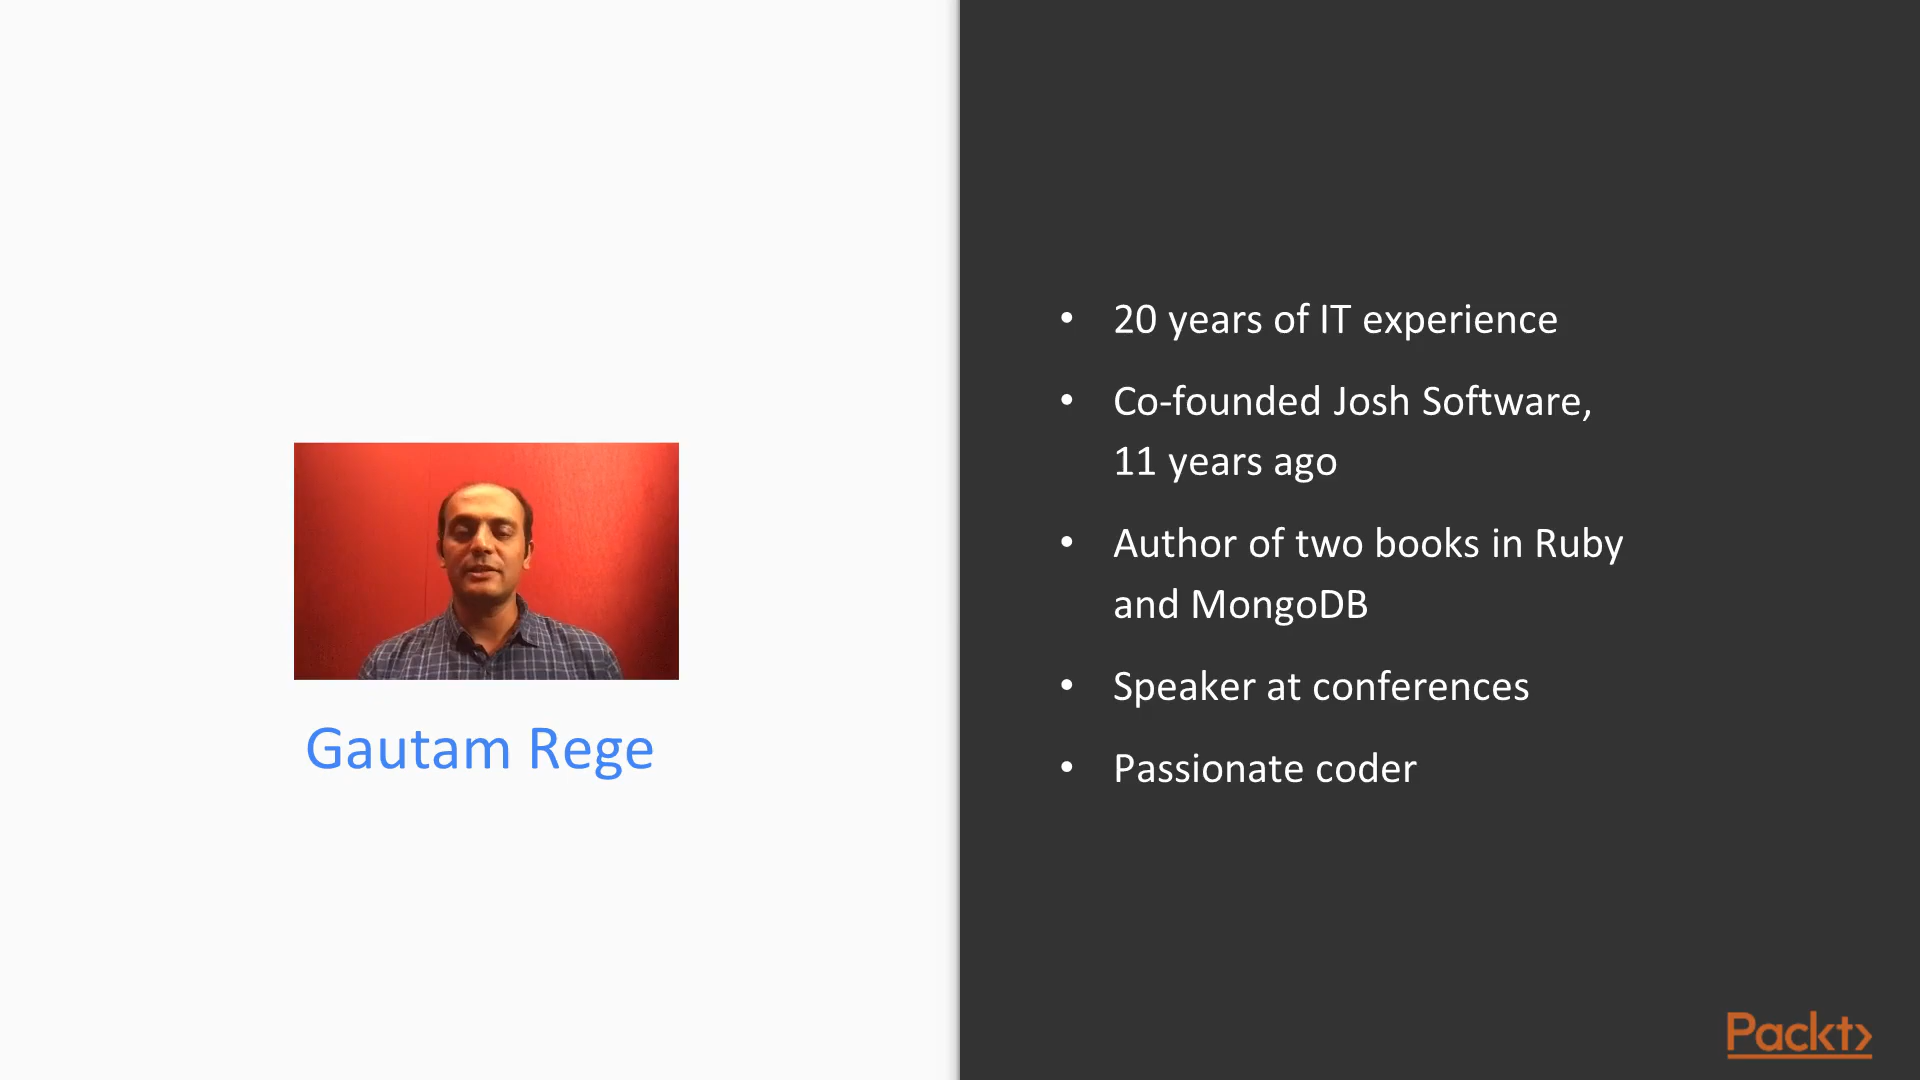 Gautam Rege
• 20 years of IT experience
• Co-founded Josh Software,
11 years ago
• Author of two books in Ruby
and MongoDB
• Speaker at conferences
• Passionate coder
Packt>